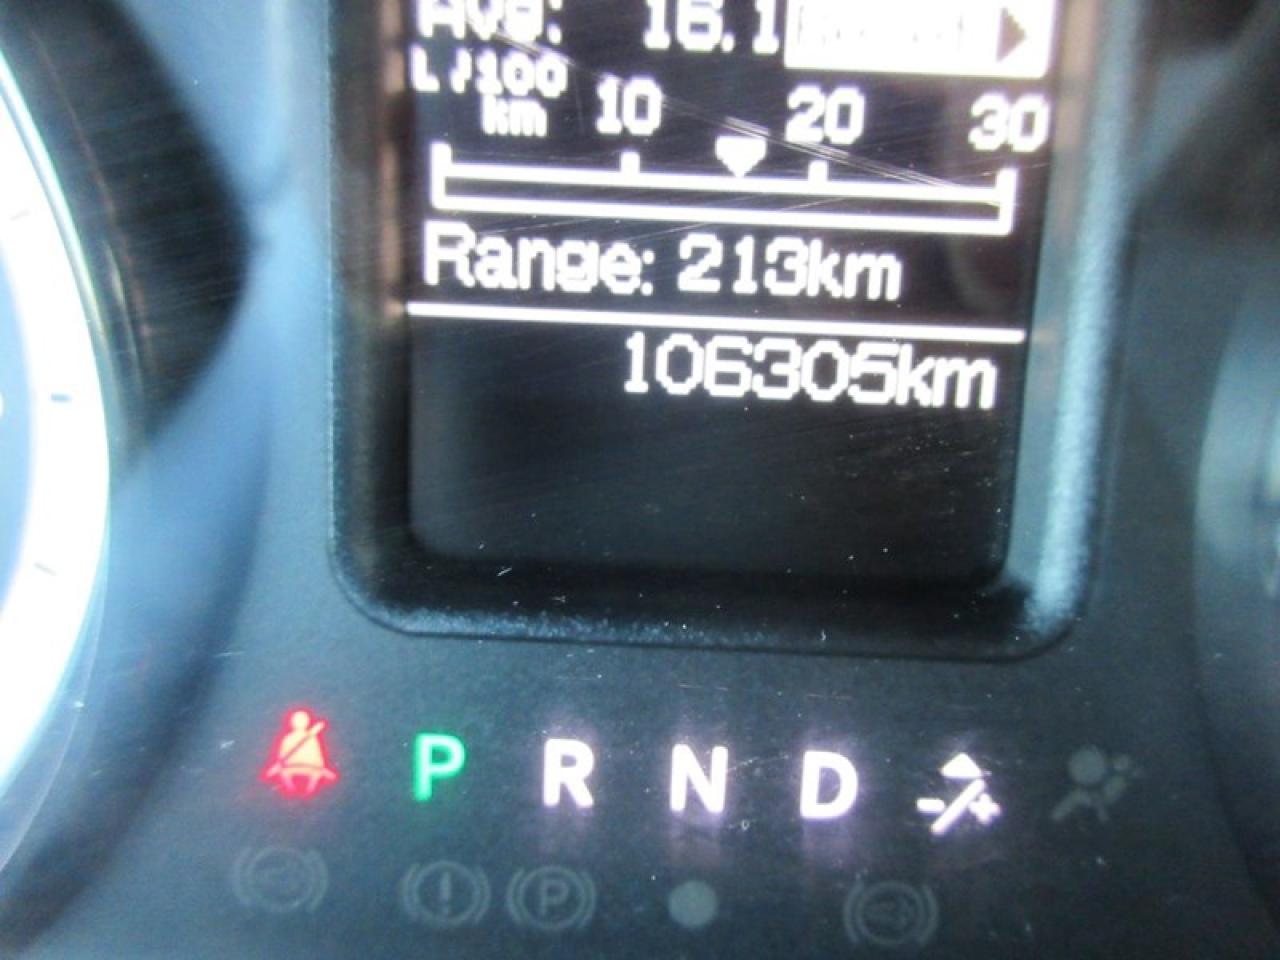 Avg: 16.1
L/100 km 10 20 30
Range: 213km
106305km
P R N D - +
P